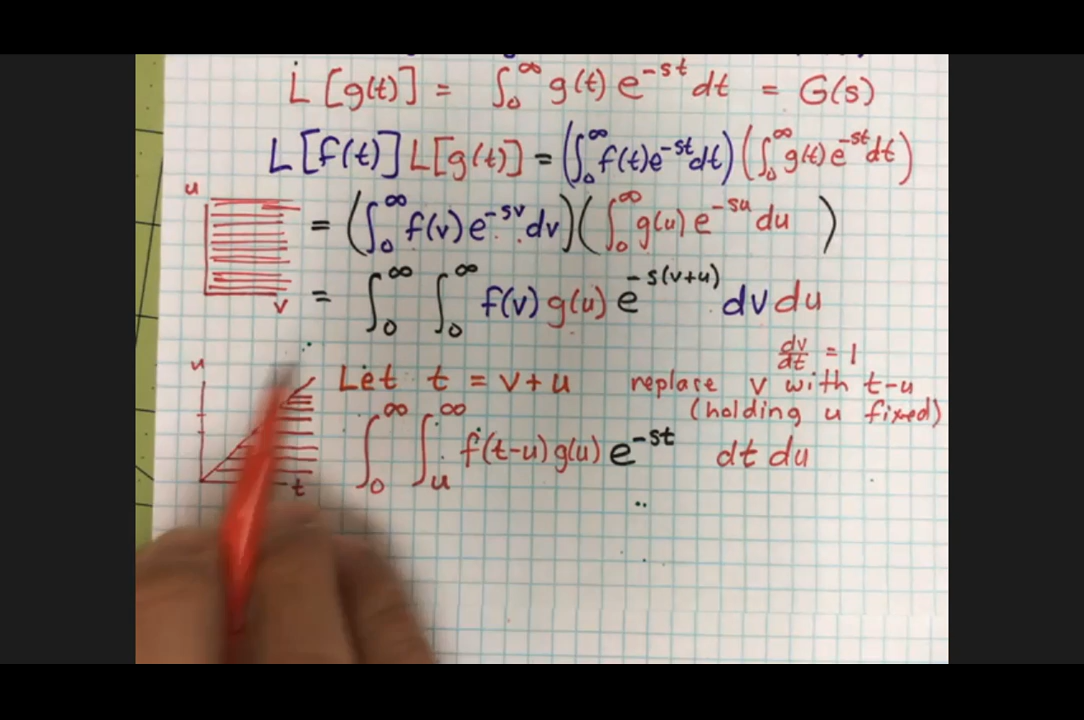 L[g(t)] = ∫₀^∞ g(t) e^{-st} dt = G(s)
L[f(t)]L[g(t)] = (∫₀^∞ f(t)e^{-st}dt)(∫₀^∞ g(t)e^{-st}dt)
u
= (∫₀^∞ f(v)e^{-sv}dv)(∫₀^∞ g(u)e^{-su}du)
v
= ∫₀^∞ ∫₀^∞ f(v)g(u)e^{-s(v+u)} dv du
dv/dt = 1
u
Let t = v+u replase v with t-u
(holding u fixed)
∫₀^∞ ∫ᵤ^∞ f(t-u)g(u)e^{-st} dt du
t